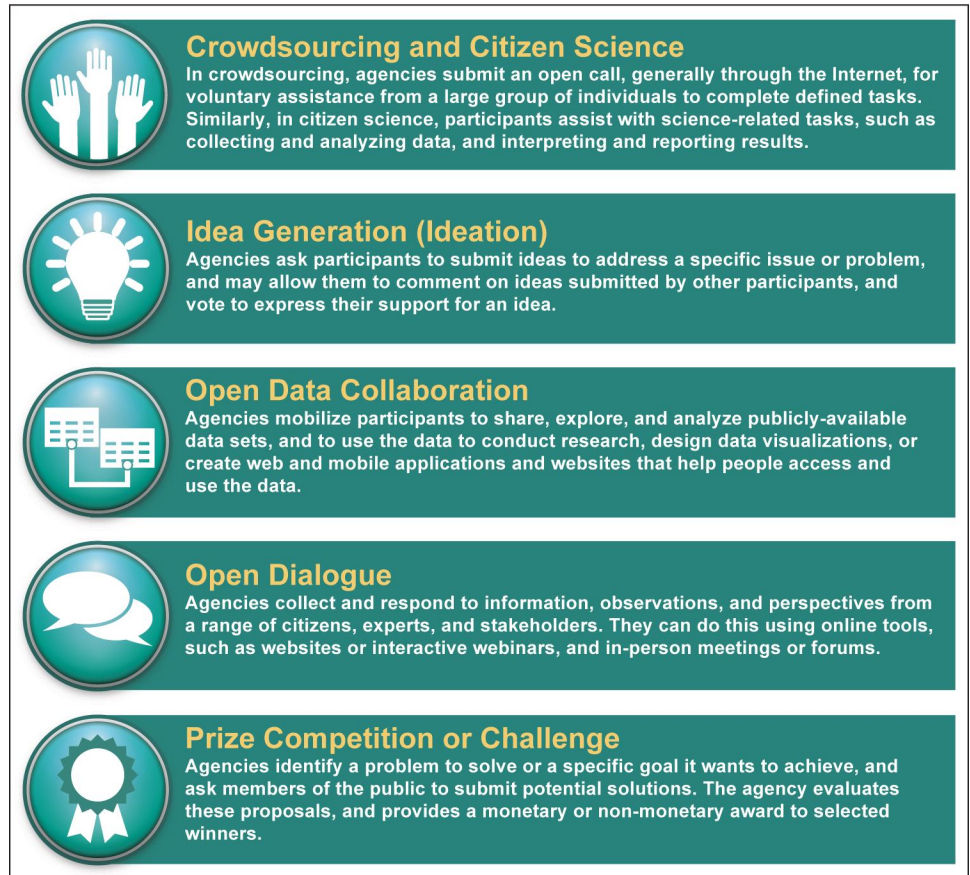 Crowdsourcing and Citizen Science
In crowdsourcing, agencies submit an open call, generally through the Internet, for
voluntary assistance from a large group of individuals to complete defined tasks.
Similarly, in citizen science, participants assist with science-related tasks, such as
collecting and analyzing data, and interpreting and reporting results.
Idea Generation (Ideation)
Agencies ask participants to submit ideas to address a specific issue or problem,
and may allow them to comment on ideas submitted by other participants, and
vote to express their support for an idea.
Open Data Collaboration
Agencies mobilize participants to share, explore, and analyze publicly-available
data sets, and to use the data to conduct research, design data visualizations, or
create web and mobile applications and websites that help people access and
use the data.
Open Dialogue
Agencies collect and respond to information, observations, and perspectives from
a range of citizens, experts, and stakeholders. They can do this using online tools,
such as websites or interactive webinars, and in-person meetings or forums.
Prize Competition or Challenge
Agencies identify a problem to solve or a specific goal it wants to achieve, and
ask members of the public to submit potential solutions. The agency evaluates
these proposals, and provides a monetary or non-monetary award to selected
winners.